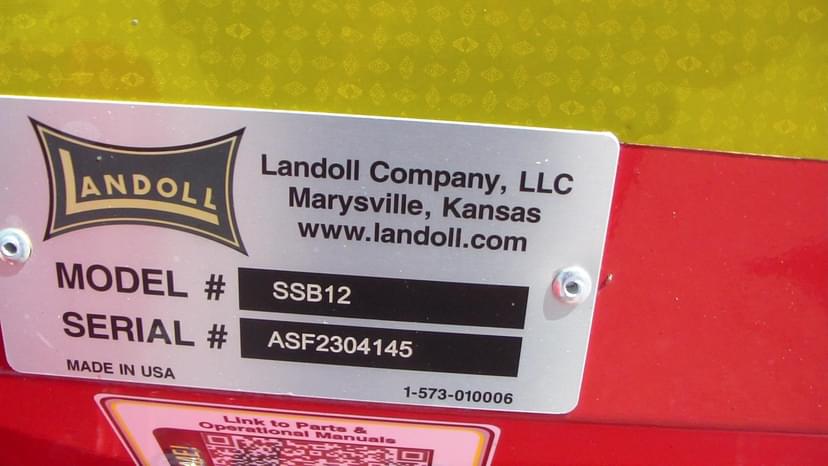 LANDOLL
Landoll Company, LLC
Marysville, Kansas
www.landoll.com
MODEL # SSB12
SERIAL # ASF2304145
MADE IN USA
1-573-010006
Link to Parts &
Operational Manuals